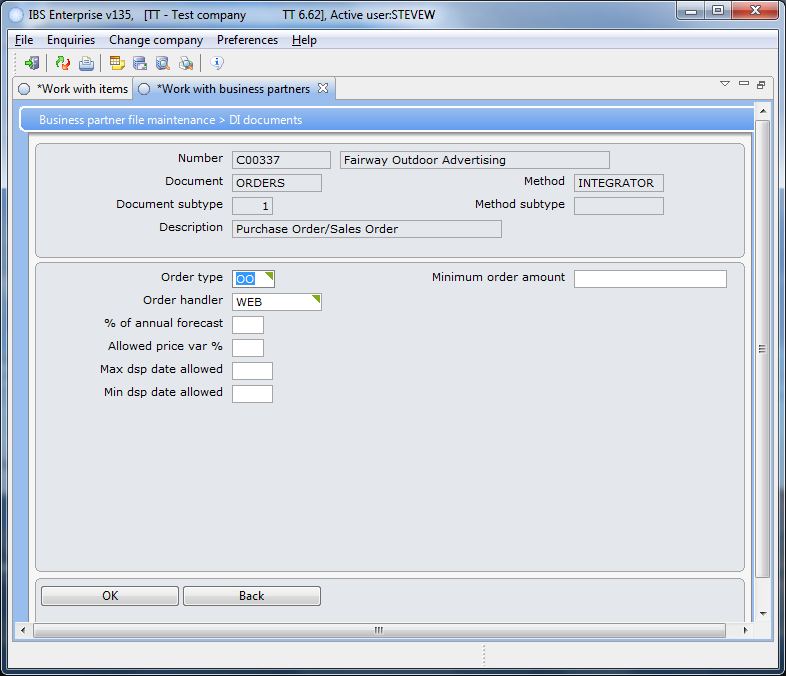 IBS Enterprise v135, [TT - Test company TT 6.62], Active user:STEVEW
File Enquiries Change company Preferences Help
*Work with items *Work with business partners
Business partner file maintenance > DI documents
Number C00337 Fairway Outdoor Advertising
Document ORDERS Method INTEGRATOR
Document subtype 1 Method subtype
Description Purchase Order/Sales Order
Order type OO Minimum order amount
Order handler WEB
% of annual forecast
Allowed price var %
Max dsp date allowed
Min dsp date allowed
OK Back